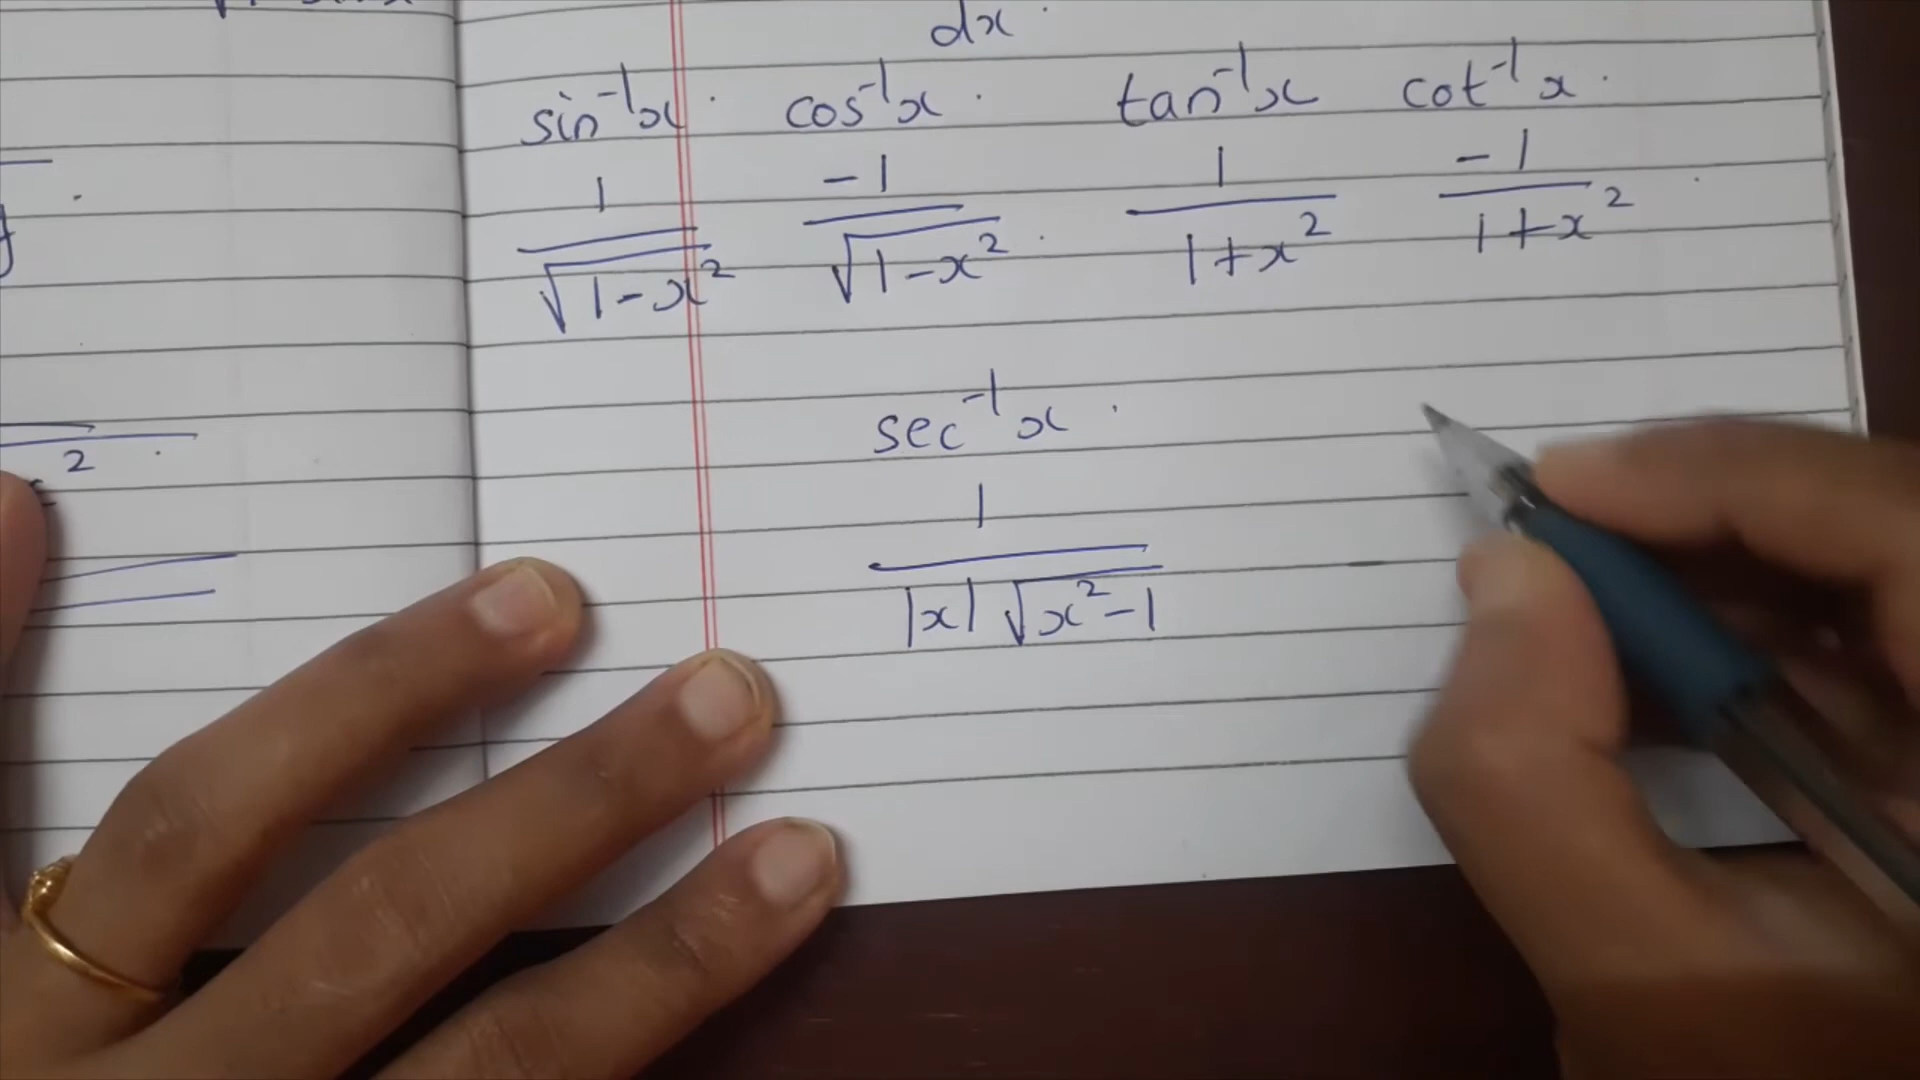 dx
sin⁻¹x cos⁻¹x tan⁻¹x cot⁻¹x
1/√(1-x²) -1/√(1-x²) 1/(1+x²) -1/(1+x²)
2
sec⁻¹x
1/(|x| √(x²-1))